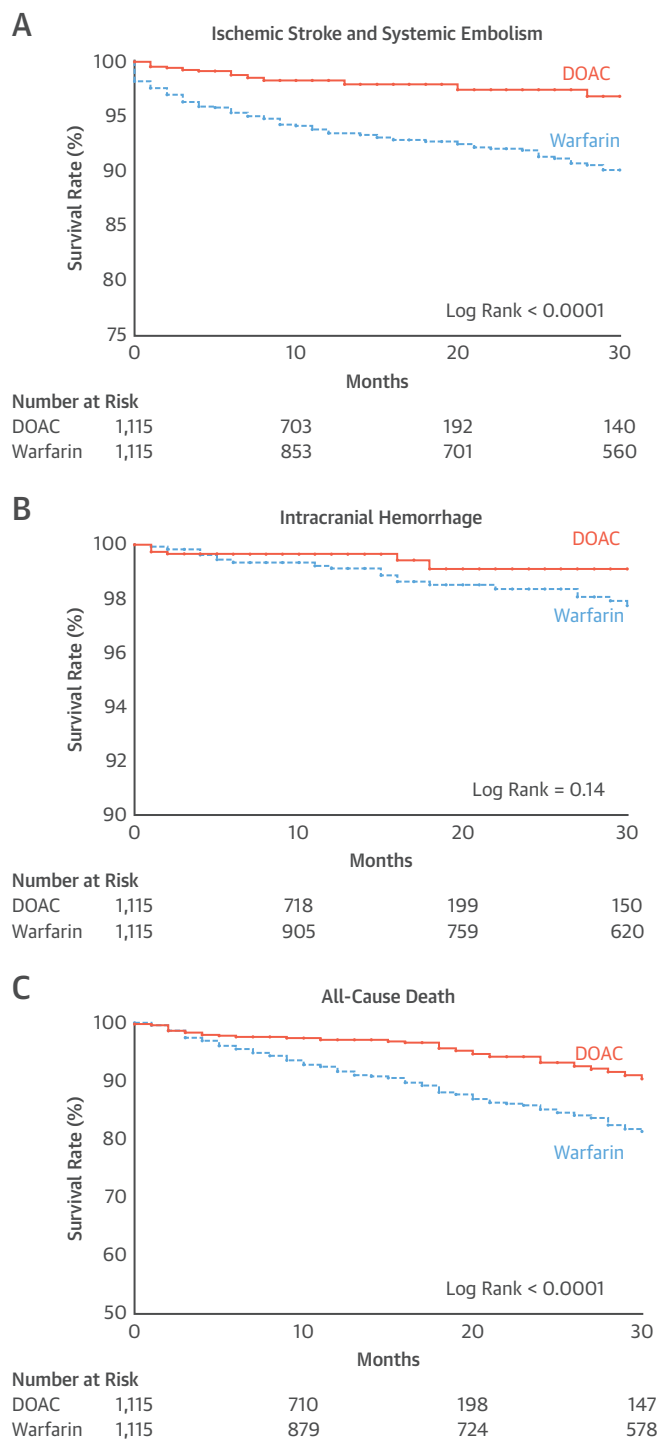 A
Ischemic Stroke and Systemic Embolism
100
95
90
85
80
75
Survival Rate (%)
DOAC
Warfarin
Log Rank < 0.0001
0 10 20 30
Months
Number at Risk
DOAC 1,115 703 192 140
Warfarin 1,115 853 701 560
B
Intracranial Hemorrhage
100
98
96
94
92
90
Survival Rate (%)
DOAC
Warfarin
Log Rank = 0.14
0 10 20 30
Months
Number at Risk
DOAC 1,115 718 199 150
Warfarin 1,115 905 759 620
C
All-Cause Death
100
90
80
70
60
50
Survival Rate (%)
DOAC
Warfarin
Log Rank < 0.0001
0 10 20 30
Months
Number at Risk
DOAC 1,115 710 198 147
Warfarin 1,115 879 724 578